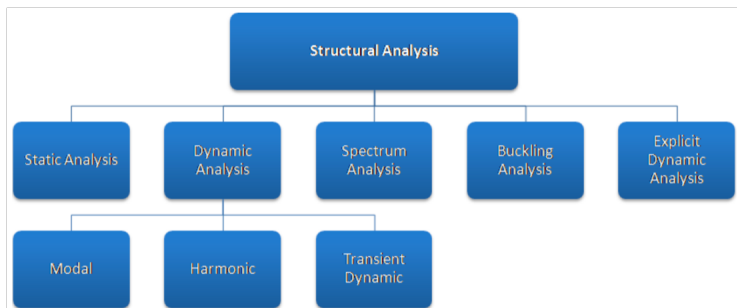 Structural Analysis
Static Analysis
Dynamic
Analysis
Spectrum
Analysis
Buckling
Analysis
Explicit
Dynamic
Analysis
Modal
Harmonic
Transient
Dynamic